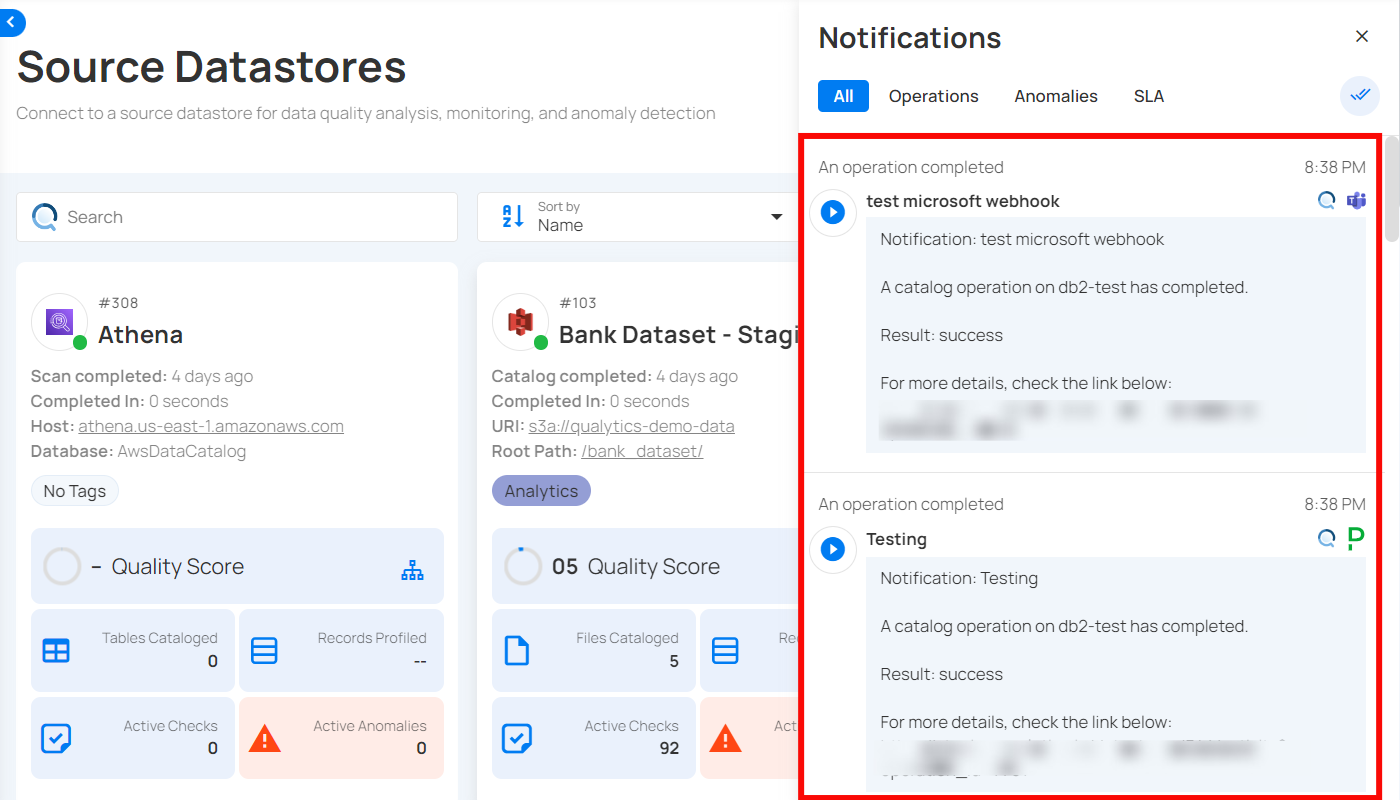 Source Datastores
Connect to a source datastore for data quality analysis, monitoring, and anomaly detection
Search
Sort by
Name
#308
Athena
Scan completed: 4 days ago
Completed In: 0 seconds
Host: athena.us-east-1.amazonaws.com
Database: AwsDataCatalog
No Tags
– Quality Score
Tables Cataloged
0
Records Profiled
--
Active Checks
0
Active Anomalies
0
#103
Bank Dataset - Stagi
Catalog completed: 4 days ago
Completed In: 0 seconds
URI: s3a://qualytics-demo-data
Root Path: /bank_dataset/
Analytics
05 Quality Score
Files Cataloged
5
Active Checks
92
Notifications
All Operations Anomalies SLA
An operation completed 8:38 PM
test microsoft webhook
Notification: test microsoft webhook
A catalog operation on db2-test has completed.
Result: success
For more details, check the link below:
An operation completed 8:38 PM
Testing
Notification: Testing
A catalog operation on db2-test has completed.
Result: success
For more details, check the link below: